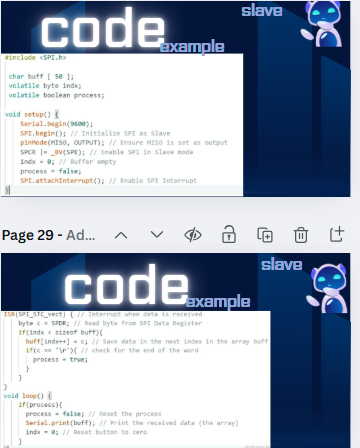 code
example
slave
#include <SPI.h>
char buff [ 50 ];
volatile byte indx;
volatile boolean process;
void setup() {
Serial.begin(9600);
SPI.begin(); // Initialize SPI as Slave
pinMode(MISO, OUTPUT); // Ensure MISO is set as output
SPCR |= _BV(SPE); // Enable SPI in Slave mode
indx = 0; // Buffer empty
process = false;
SPI.attachInterrupt(); // Enable SPI Interrupt
}
Page 29 - Ad...
code
example
slave
ISR(SPI_STC_vect) { // Interrupt when data is received
byte c = SPDR; // Read byte from SPI Data Register
if(indx < sizeof buff){
buff[indx++] = c; // Save data in the next index in the array buff
if(c == '\r'){ // check for the end of the word
process = true;
}
}
}
void loop() {
if(process){
process = false; // Reset the process
Serial.print(buff); // Print the received data (the array)
indx = 0; // Reset button to zero
}